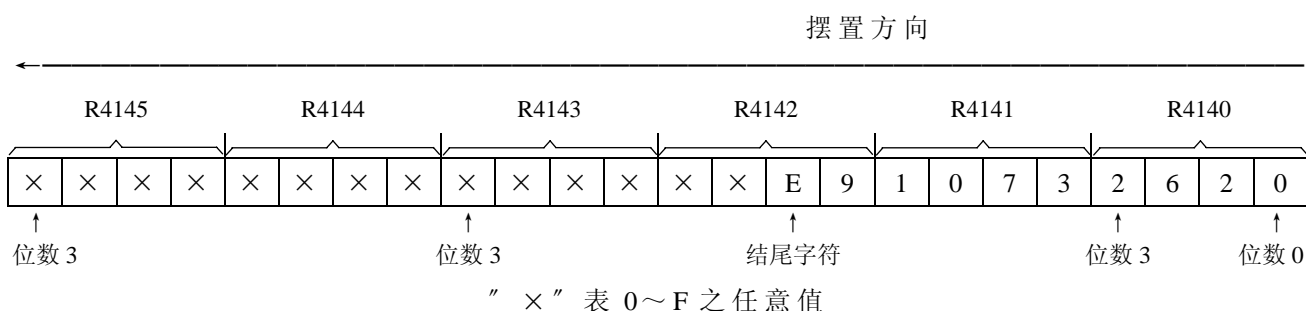 摆置方向
R4145 R4144 R4143 R4142 R4141 R4140
× × × × × × × × × × × × × × E 9 1 0 7 3 2 6 2 0
位数 3 位数 3 结尾字符 位数 3 位数 0
″ ×″ 表 0～F 之任意值